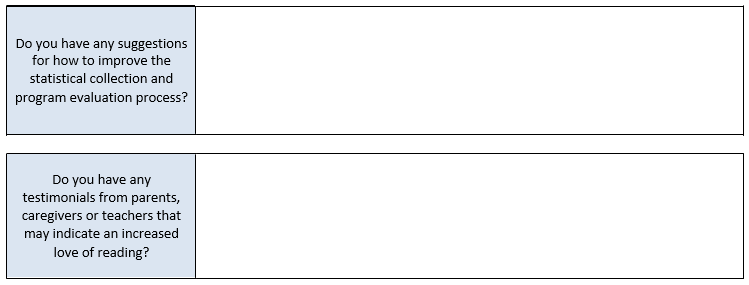 Do you have any suggestions
for how to improve the
statistical collection and
program evaluation process?
Do you have any
testimonials from parents,
caregivers or teachers that
may indicate an increased
love of reading?